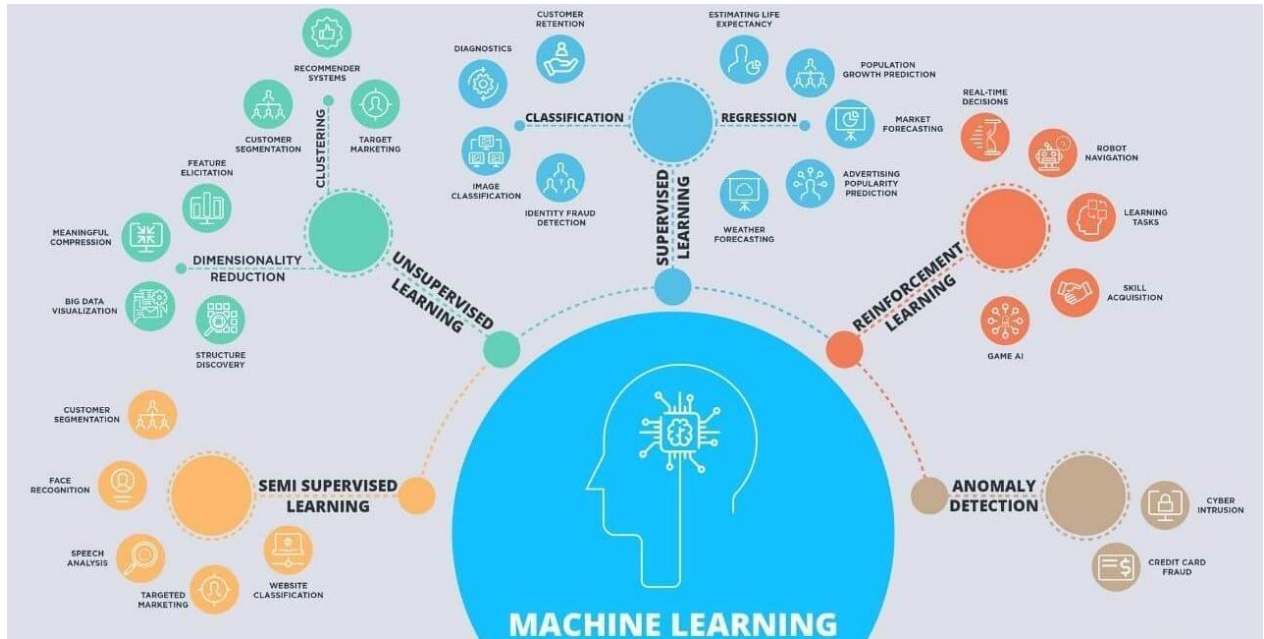 CUSTOMER
RETENTION
DIAGNOSTICS
IMAGE
CLASSIFICATION
IDENTITY FRAUD
DETECTION
CLASSIFICATION
ESTIMATING LIFE
EXPECTANCY
POPULATION
GROWTH PREDICTION
MARKET
FORECASTING
ADVERTISING
POPULARITY
PREDICTION
WEATHER
FORECASTING
REGRESSION
SUPERVISED
LEARNING
RECOMMENDER
SYSTEMS
CUSTOMER
SEGMENTATION
TARGET
MARKETING
CLUSTERING
FEATURE
ELICITATION
MEANINGFUL
COMPRESSION
BIG DATA
VISUALIZATION
STRUCTURE
DISCOVERY
DIMENSIONALITY
REDUCTION
UNSUPERVISED
LEARNING
REAL-TIME
DECISIONS
ROBOT
NAVIGATION
LEARNING
TASKS
SKILL
ACQUISITION
GAME AI
REINFORCEMENT
LEARNING
CUSTOMER
SEGMENTATION
FACE
RECOGNITION
SPEECH
ANALYSIS
TARGETED
MARKETING
WEBSITE
CLASSIFICATION
SEMI SUPERVISED
LEARNING
ANOMALY
DETECTION
CYBER
INTRUSION
CREDIT CARD
FRAUD
$
MACHINE LEARNING